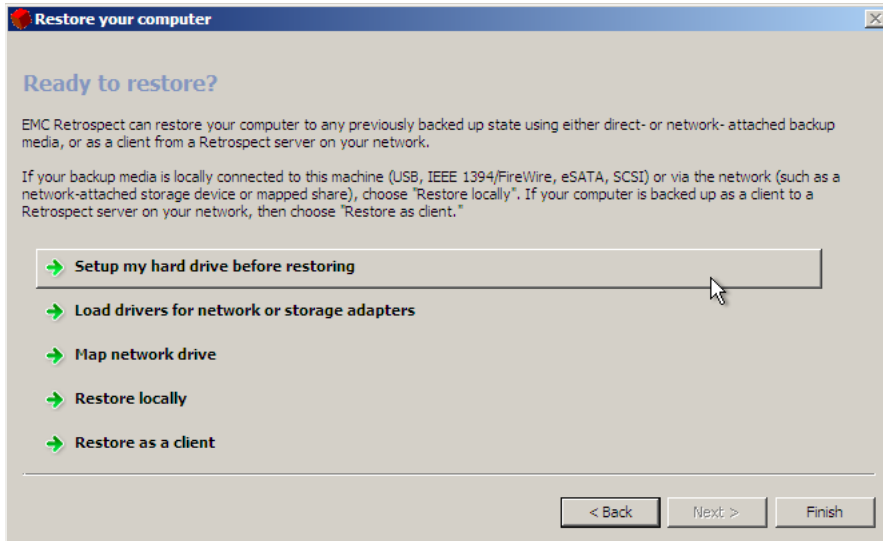 Restore your computer
Ready to restore?
EMC Retrospect can restore your computer to any previously backed up state using either direct- or network- attached backup
media, or as a client from a Retrospect server on your network.
If your backup media is locally connected to this machine (USB, IEEE 1394/FireWire, eSATA, SCSI) or via the network (such as a
network-attached storage device or mapped share), choose "Restore locally". If your computer is backed up as a client to a
Retrospect server on your network, then choose "Restore as client."
Setup my hard drive before restoring
Load drivers for network or storage adapters
Map network drive
Restore locally
Restore as a client
< Back Next > Finish